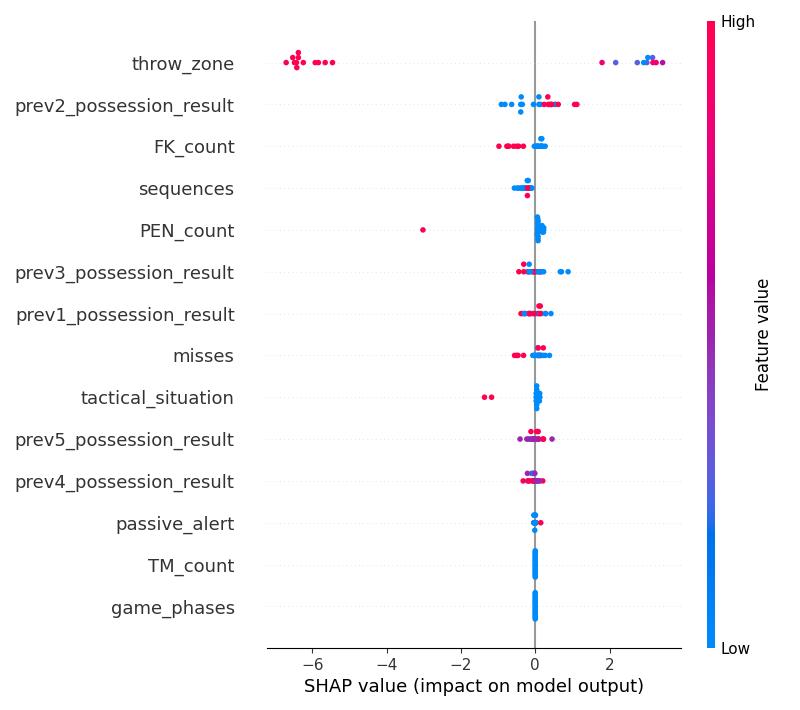 High
throw_zone
prev2_possession_result
FK_count
sequences
PEN_count
prev3_possession_result
prev1_possession_result
misses
tactical_situation
prev5_possession_result
prev4_possession_result
passive_alert
TM_count
game_phases
Feature value
Low
−6 −4 −2 0 2
SHAP value (impact on model output)